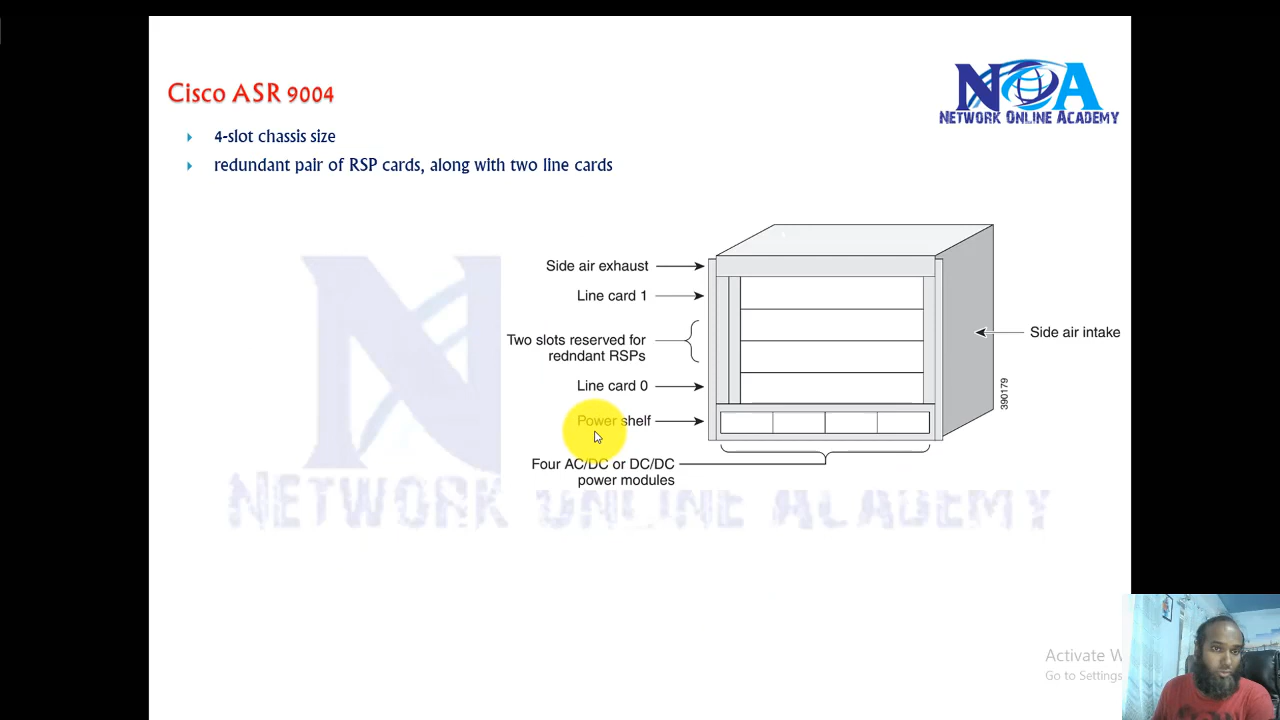 Cisco ASR 9004
NOA
NETWORK ONLINE ACADEMY
4-slot chassis size
redundant pair of RSP cards, along with two line cards
Side air exhaust
Line card 1
Two slots reserved for
redndant RSPs
Side air intake
Line card 0
390179
Power shelf
Four AC/DC or DC/DC
power modules
N
NETWORK ONLINE ACADEMY
Activate W
Go to Settings